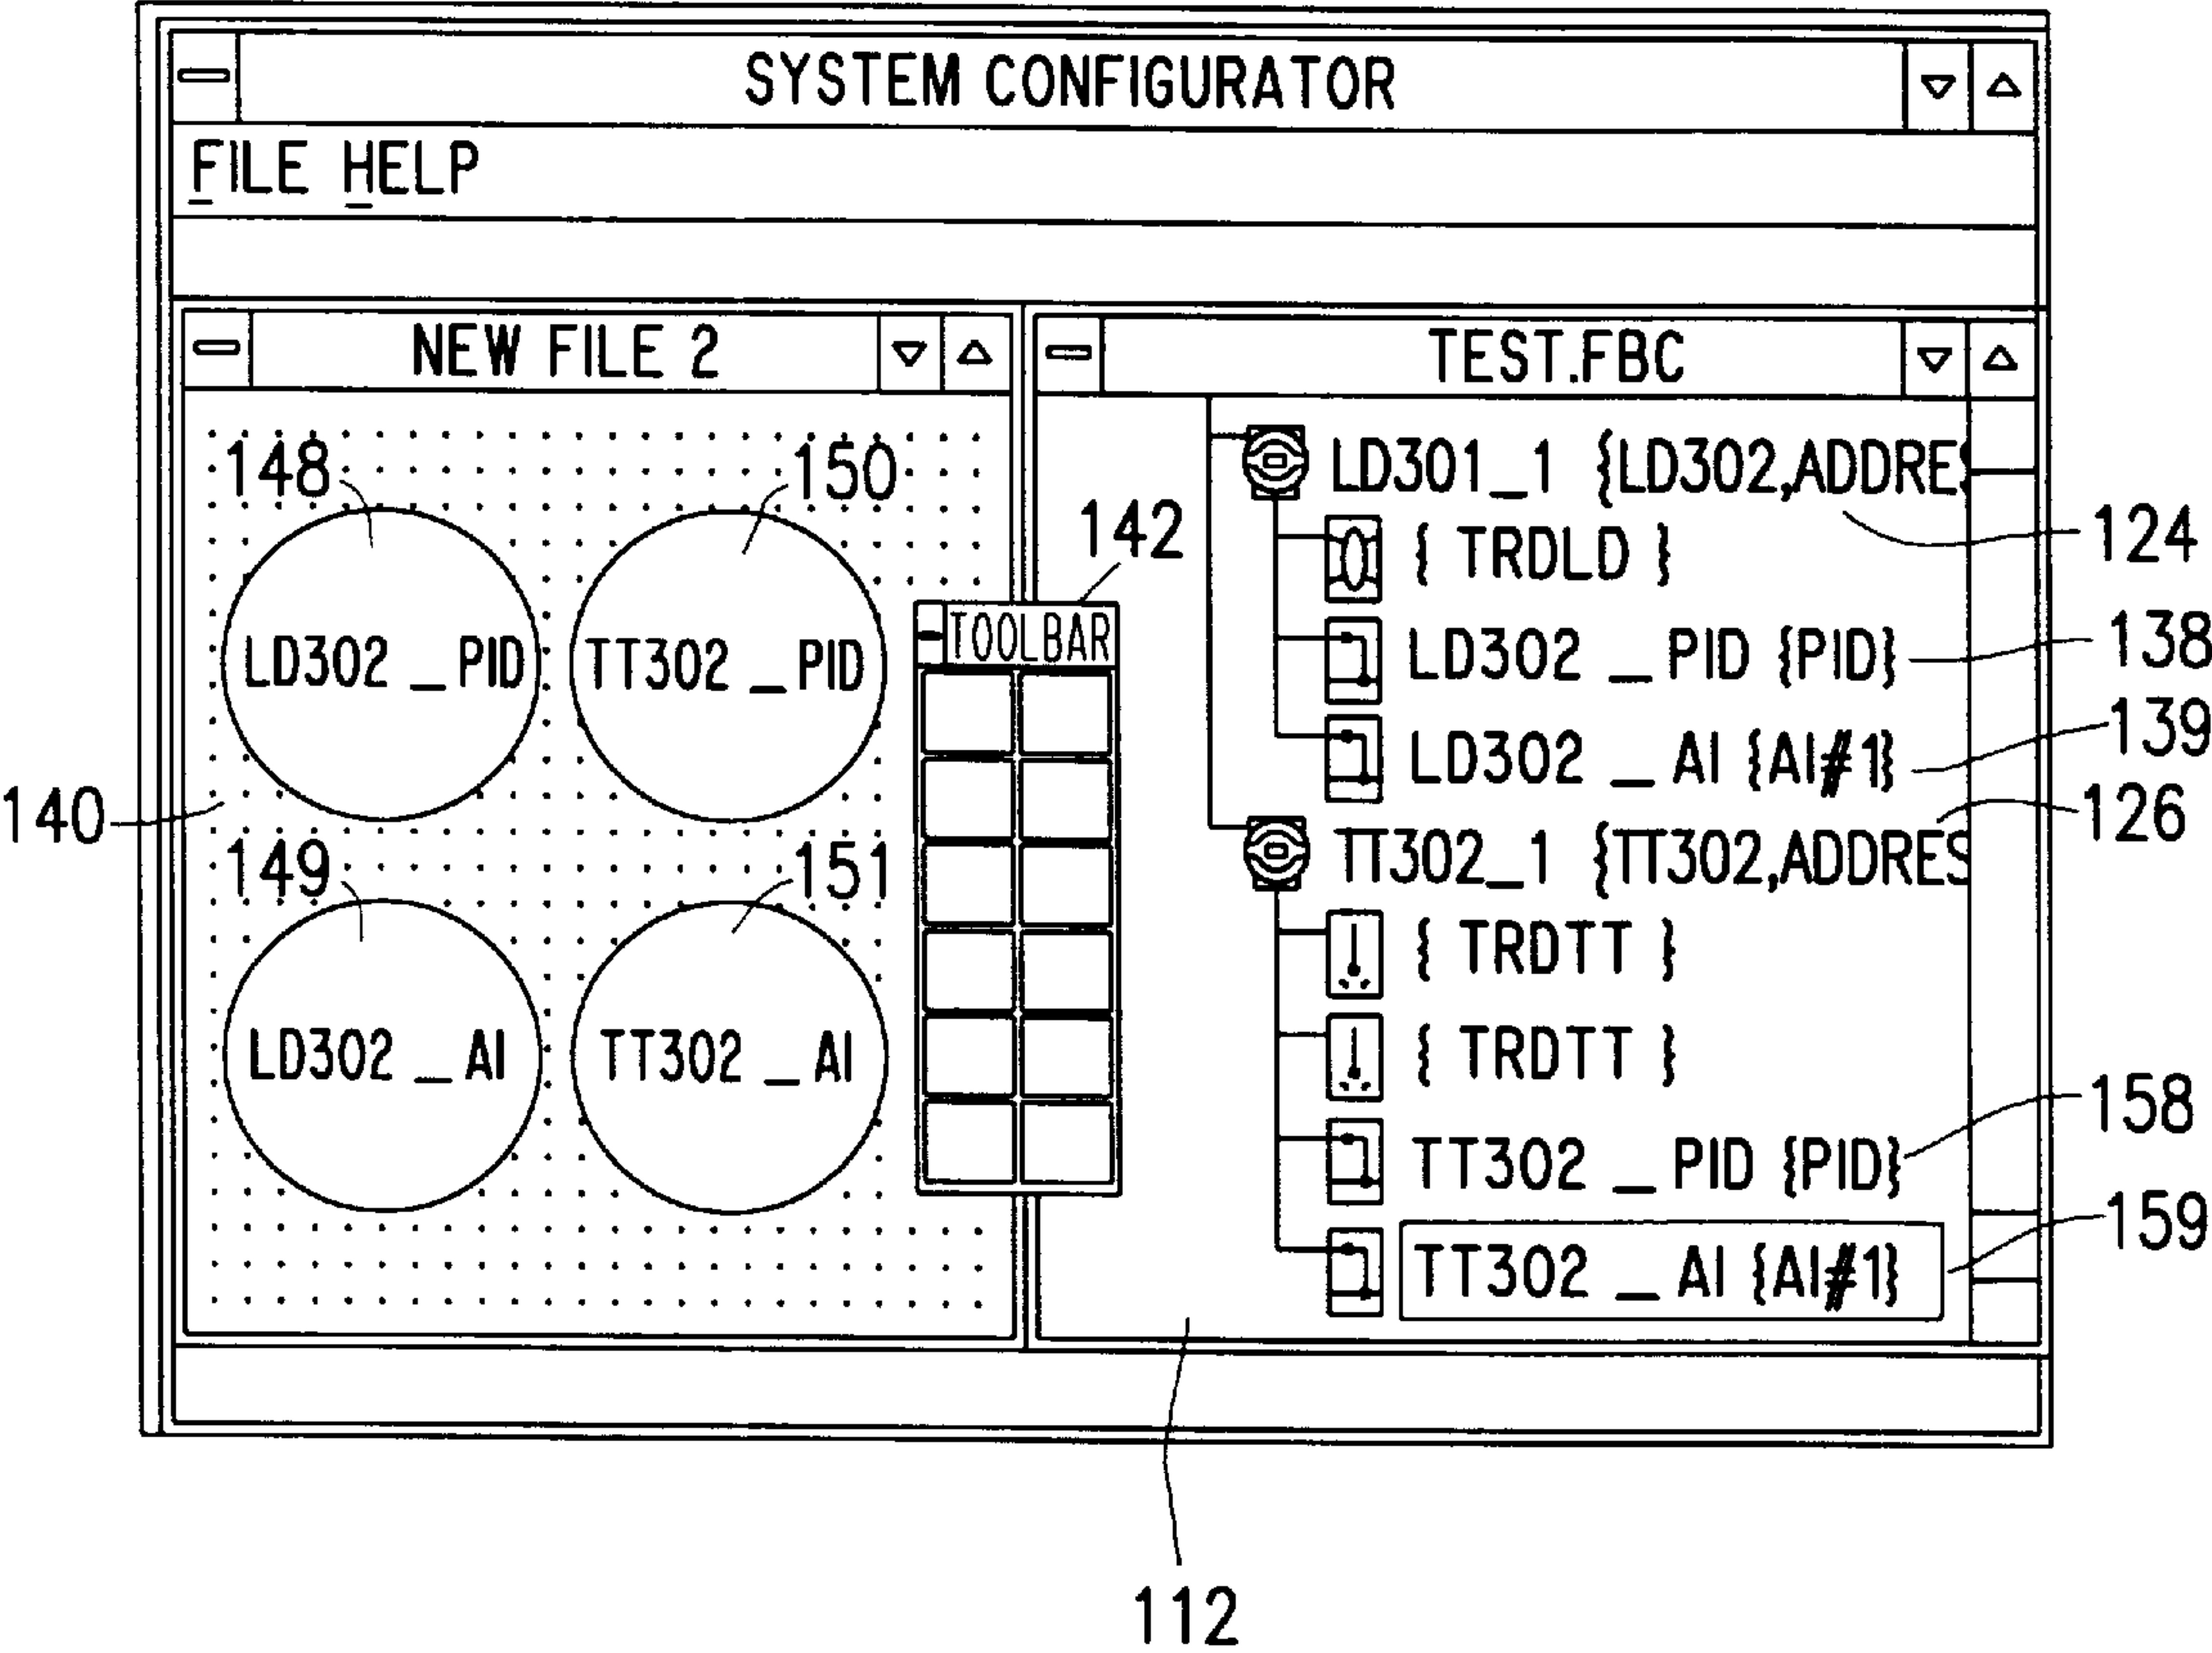 SYSTEM CONFIGURATOR
FILE HELP
NEW FILE 2
148
150
LD302 _ PID
TT302 _ PID
140
149
151
LD302 _ AI
TT302 _ AI
142
TOOLBAR
TEST.FBC
LD301_1 {LD302,ADDRES
124
{ TRDLD }
LD302 _ PID {PID}
138
LD302 _ AI {AI#1}
139
126
TT302_1 {TT302,ADDRES
{ TRDTT }
{ TRDTT }
TT302 _ PID {PID}
158
TT302 _ AI {AI#1}
159
112